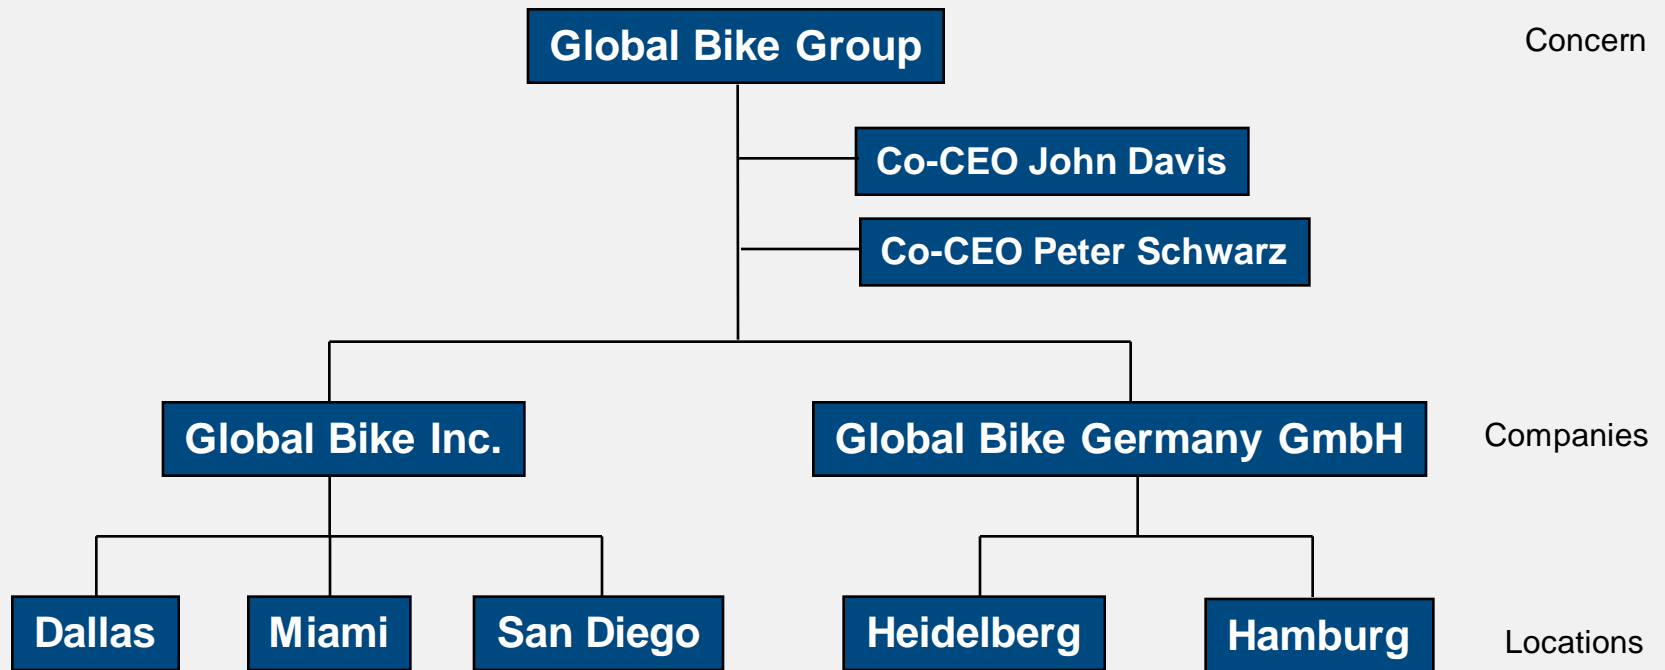 Global Bike Group
Concern
Co-CEO John Davis
Co-CEO Peter Schwarz
Global Bike Inc.
Global Bike Germany GmbH
Companies
Dallas
Miami
San Diego
Heidelberg
Hamburg
Locations